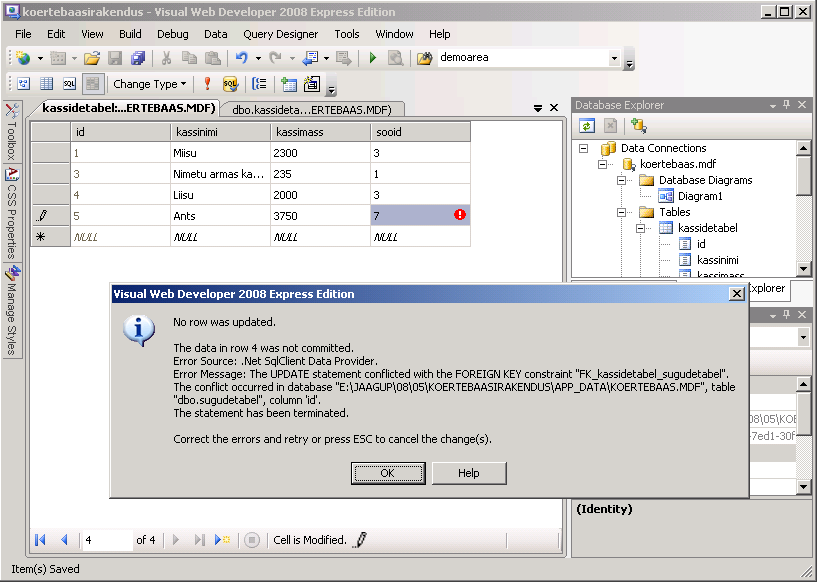 koertebaasirakendus - Visual Web Developer 2008 Express Edition
File Edit View Build Debug Data Query Designer Tools Window Help
demoarea
SQL Change Type SQL
kassidetabel:...ERTEBAAS.MDF) dbo.kassideta...ERTEBAAS.MDF)
Toolbox
CSS Properties
Manage Styles
id kassinimi kassimass sooid
1 Miisu 2300 3
3 Nimetu armas ka... 235 1
4 Liisu 2000 3
5 Ants 3750 7
NULL NULL NULL NULL
Database Explorer
Data Connections
koertebaas.mdf
Database Diagrams
Diagram1
Tables
kassidetabel
id
kassinimi
kassimass
xplorer
Visual Web Developer 2008 Express Edition
No row was updated.
The data in row 4 was not committed.
Error Source: .Net SqlClient Data Provider.
Error Message: The UPDATE statement conflicted with the FOREIGN KEY constraint "FK_kassidetabel_sugudetabel".
The conflict occurred in database "E:\JAAGUP\08\05\KOERTEBAASIRAKENDUS\APP_DATA\KOERTEBAAS.MDF", table
"dbo.sugudetabel", column 'id'.
The statement has been terminated.
Correct the errors and retry or press ESC to cancel the change(s).
OK Help
08\05\KO
-7ed1-30f
(Identity)
4 of 4 Cell is Modified.
Item(s) Saved